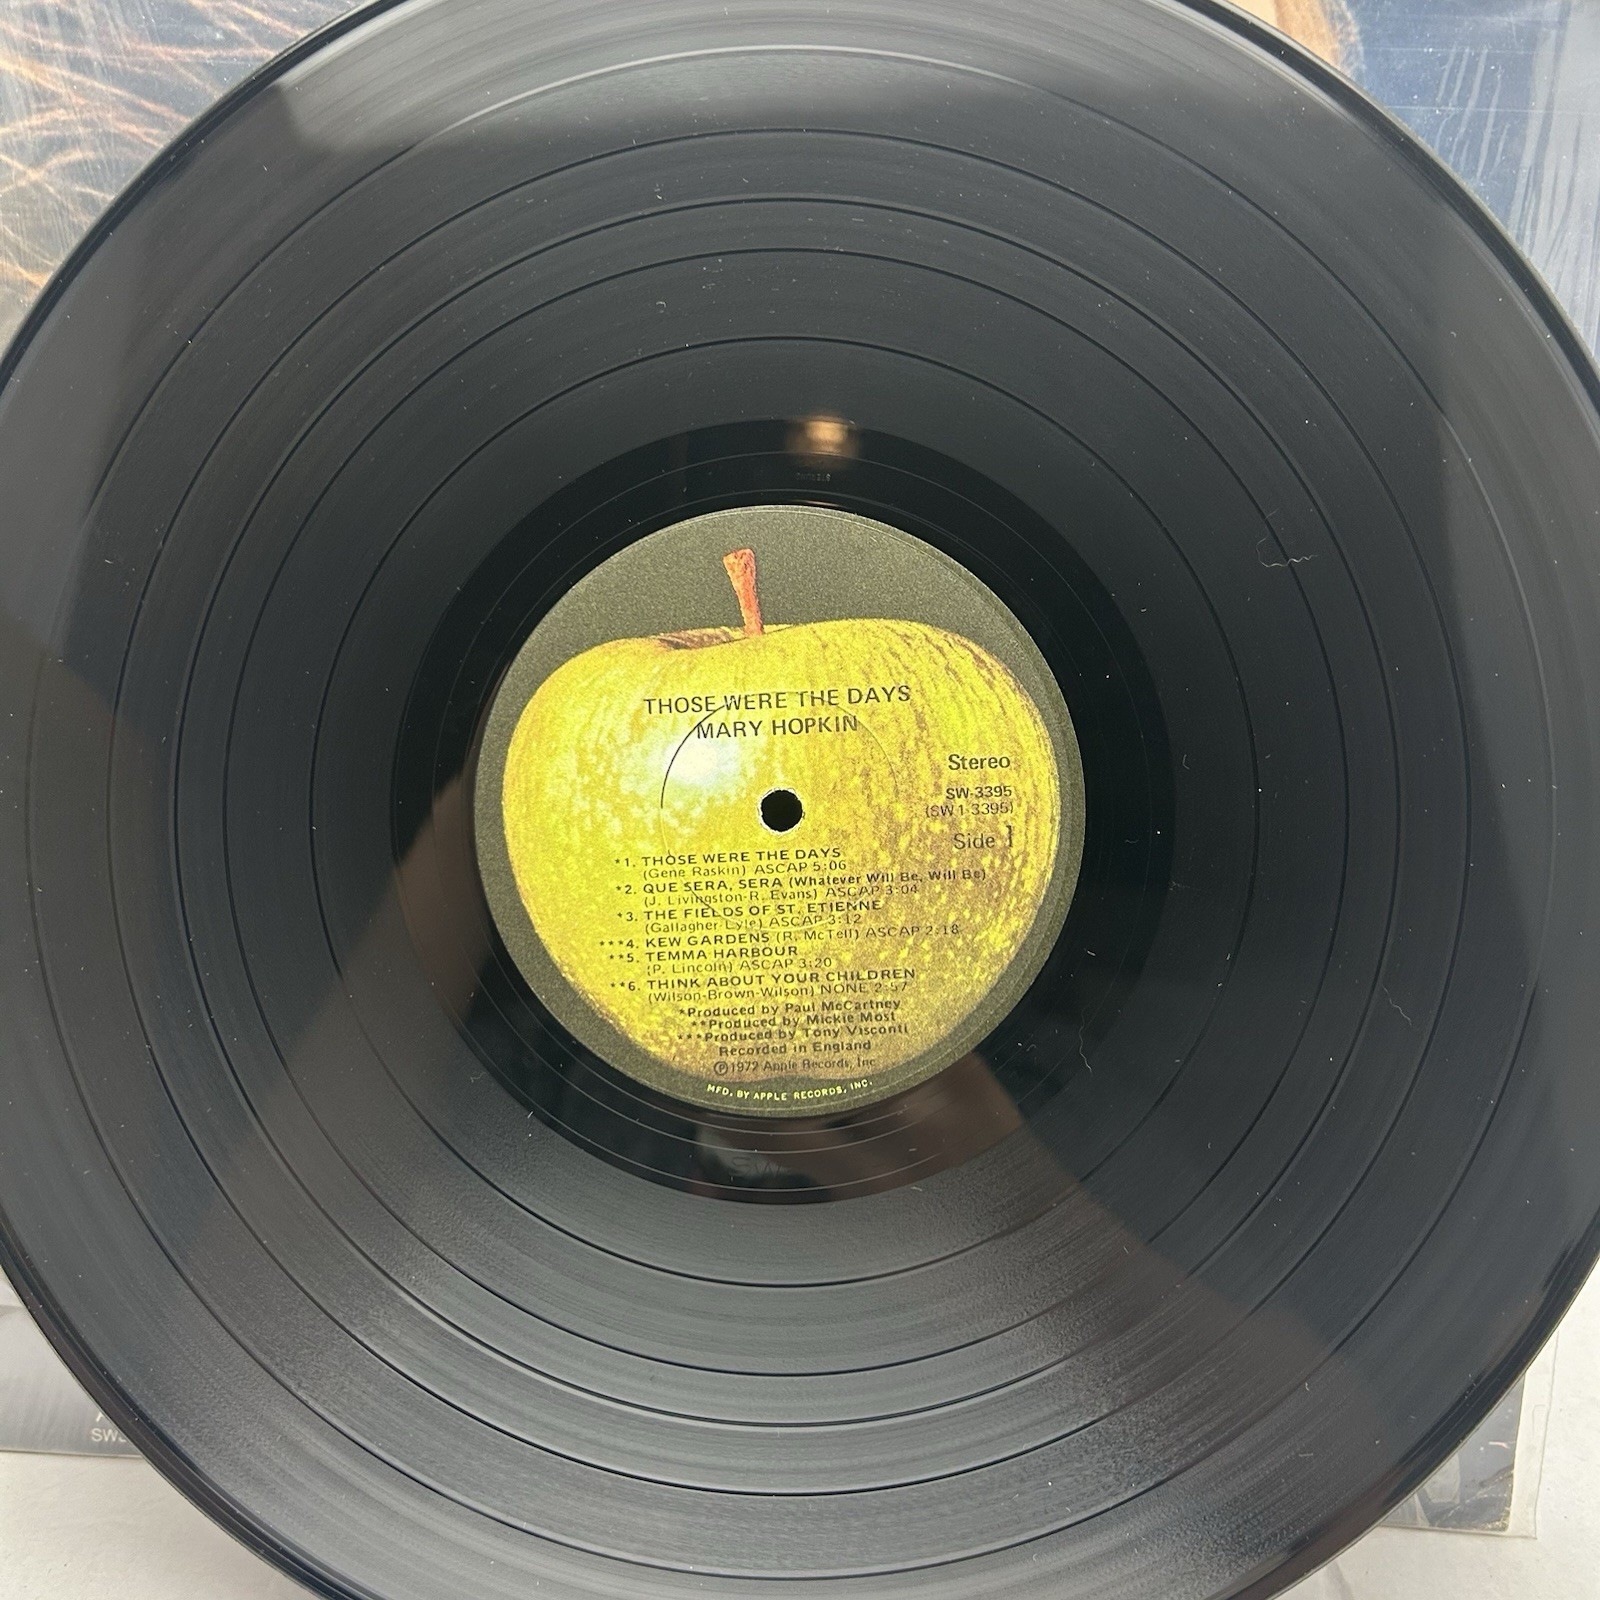 THOSE WERE THE DAYS
MARY HOPKIN
Stereo
SW-3395
(SW1-3395)
Side 1
*1. THOSE WERE THE DAYS
(Gene Raskin) ASCAP 5:06
*2. QUE SERA, SERA (Whatever Will Be, Will Be)
(J. Livingston-R. Evans) ASCAP 3:04
*3. THE FIELDS OF ST. ETIENNE
(Gallagher-Lyle) ASCAP 3:12
***4. KEW GARDENS (R. McTell) ASCAP 2:18
**5. TEMMA HARBOUR
(P. Lincoln) ASCAP 3:20
**6. THINK ABOUT YOUR CHILDREN
(Wilson-Brown-Wilson) NONE 2:57
*Produced by Paul McCartney
**Produced by Mickie Most
***Produced by Tony Visconti
Recorded in England
℗1972 Apple Records, Inc.
MFD. BY APPLE RECORDS, INC.